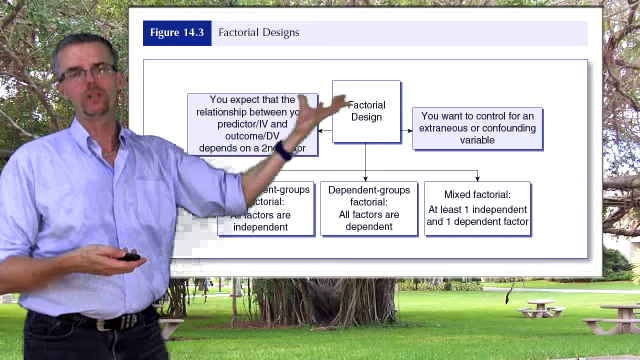 Figure 14.3 Factorial Designs
Factorial
Design
You expect that the
relationship between
predictor/IV and
outcome/DV
depends on a 2nd
You want to control for an
extraneous or confounding
variable
factorial:
All factors are
independent
Dependent-groups
factorial:
All factors are
dependent
Mixed factorial:
At least 1 independent
and 1 dependent factor